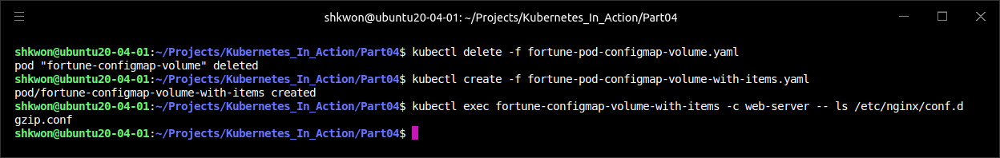 shkwon@ubuntu20-04-01: ~/Projects/Kubernetes_In_Action/Part04
shkwon@ubuntu20-04-01:~/Projects/Kubernetes_In_Action/Part04$ kubectl delete -f fortune-pod-configmap-volume.yaml
pod "fortune-configmap-volume" deleted
shkwon@ubuntu20-04-01:~/Projects/Kubernetes_In_Action/Part04$ kubectl create -f fortune-pod-configmap-volume-with-items.yaml
pod/fortune-configmap-volume-with-items created
shkwon@ubuntu20-04-01:~/Projects/Kubernetes_In_Action/Part04$ kubectl exec fortune-configmap-volume-with-items -c web-server -- ls /etc/nginx/conf.d
gzip.conf
shkwon@ubuntu20-04-01:~/Projects/Kubernetes_In_Action/Part04$